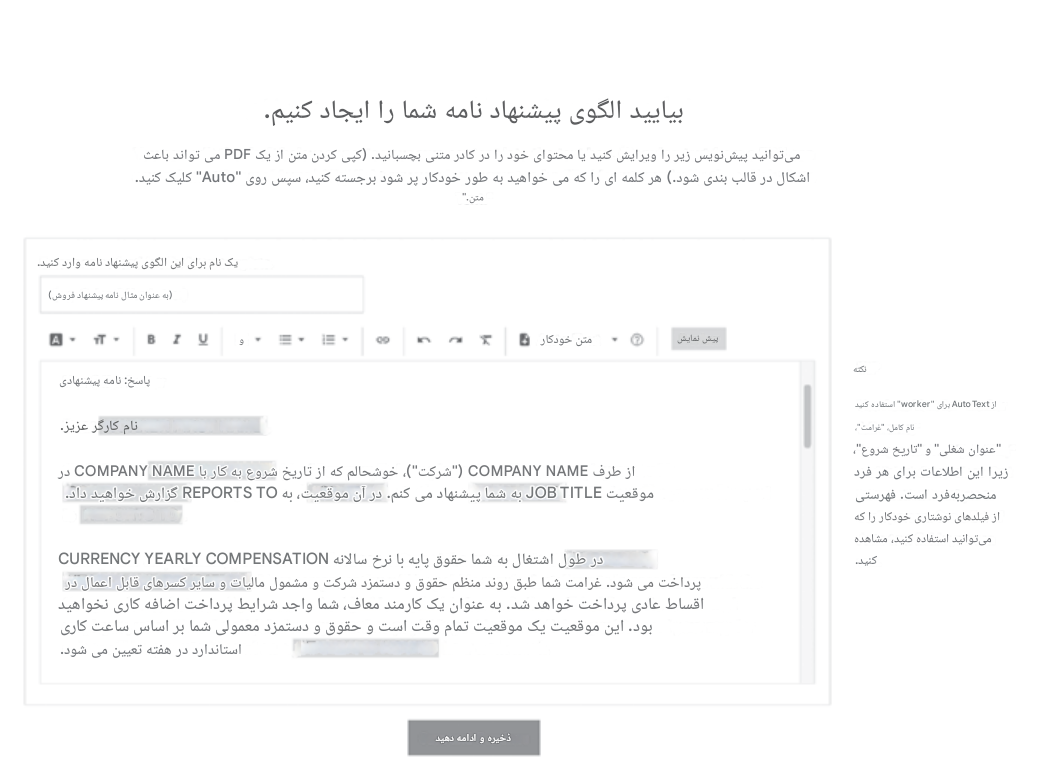 بیایید الگوی پیشنهاد نامه شما را ایجاد کنیم.
می‌توانید پیش‌نویس زیر را ویرایش کنید یا محتوای خود را در کادر متنی بچسبانید. (کپی کردن متن از یک PDF می تواند باعث
اشکال در قالب بندی شود.) هر کلمه ای را که می خواهید به طور خودکار پر شود برجسته کنید، سپس روی "Auto" کلیک کنید.
متن."
یک نام برای این الگوی پیشنهاد نامه وارد کنید.
(به عنوان مثال نامه پیشنهاد فروش)
A TT B I U و متن خودکار پیش نمایش
پاسخ: نامه پیشنهادی
نام کارگر عزیز.
از طرف COMPANY NAME ("شرکت")، خوشحالم که از تاریخ شروع به کار با COMPANY NAME در
موقعیت JOB TITLE به شما پیشنهاد می کنم. در آن موقعیت، به REPORTS TO گزارش خواهید داد.
در طول اشتغال به شما حقوق پایه با نرخ سالانه CURRENCY YEARLY COMPENSATION
پرداخت می شود. غرامت شما طبق روند منظم حقوق و دستمزد شرکت و مشمول مالیات و سایر کسرهای قابل اعمال در
اقساط عادی پرداخت خواهد شد. به عنوان یک کارمند معاف، شما واجد شرایط پرداخت اضافه کاری نخواهید
بود. این موقعیت یک موقعیت تمام وقت است و حقوق و دستمزد معمولی شما بر اساس ساعت کاری
استاندارد در هفته تعیین می شود.
نکته
از Auto Text برای "worker" استفاده کنید
نام کامل، "غرامت"،
"عنوان شغلی" و "تاریخ شروع"،
زیرا این اطلاعات برای هر فرد
منحصربه‌فرد است. فهرستی
از فیلدهای نوشتاری خودکار را که
می‌توانید استفاده کنید، مشاهده
کنید.
ذخیره و ادامه دهید